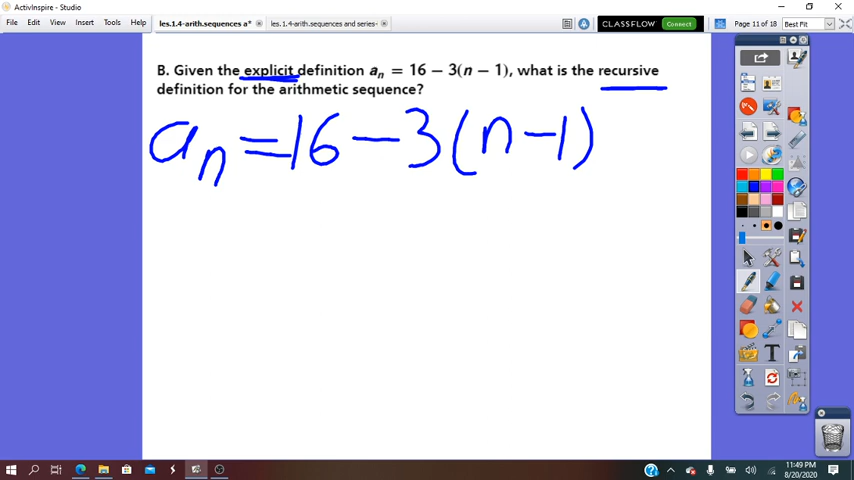 ActivInspire - Studio
File Edit View Insert Tools Help
les.1.4-arith.sequences a*
les.1.4-arith.sequences and series-
CLASSFLOW Connect
Page 11 of 18
Best Fit
B. Given the explicit definition aₙ = 16 − 3(n − 1), what is the recursive
definition for the arithmetic sequence?
aₙ = 16 − 3(n − 1)
11:49 PM
8/20/2020